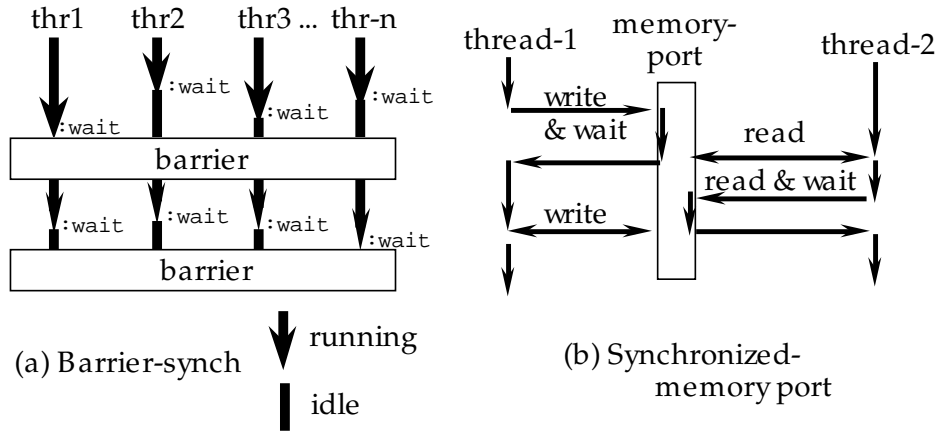 thr1 thr2 thr3 ... thr-n
:wait :wait :wait :wait
barrier
:wait :wait :wait :wait
barrier
running
(a) Barrier-synch
idle
thread-1
memory-
port
thread-2
write
& wait
read
read & wait
write
(b) Synchronized-
memory port